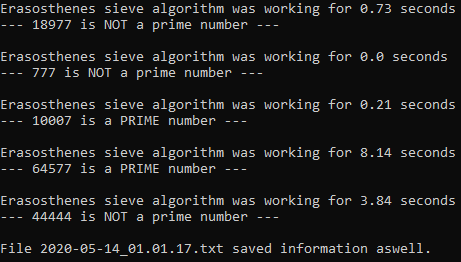 Erasosthenes sieve algorithm was working for 0.73 seconds
--- 18977 is NOT a prime number ---
Erasosthenes sieve algorithm was working for 0.0 seconds
--- 777 is NOT a prime number ---
Erasosthenes sieve algorithm was working for 0.21 seconds
--- 10007 is a PRIME number ---
Erasosthenes sieve algorithm was working for 8.14 seconds
--- 64577 is a PRIME number ---
Erasosthenes sieve algorithm was working for 3.84 seconds
--- 44444 is NOT a prime number ---
File 2020-05-14_01.01.17.txt saved information aswell.